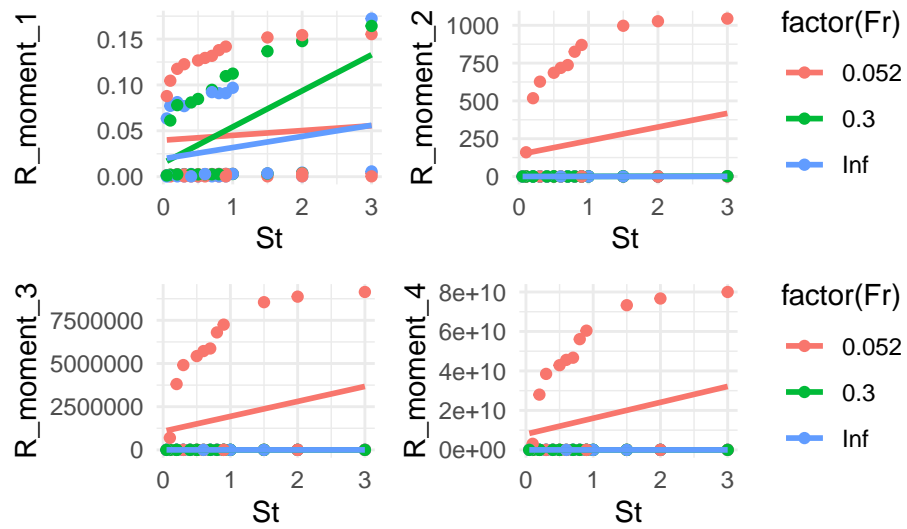 R_moment_1
0.15
0.10
0.05
0.00
0 1 2 3
St
R_moment_2
1000
750
500
250
0
0 1 2 3
St
factor(Fr)
0.052
0.3
Inf
R_moment_3
7500000
5000000
2500000
0
0 1 2 3
St
R_moment_4
8e+10
6e+10
4e+10
2e+10
0e+00
0 1 2 3
St
factor(Fr)
0.052
0.3
Inf